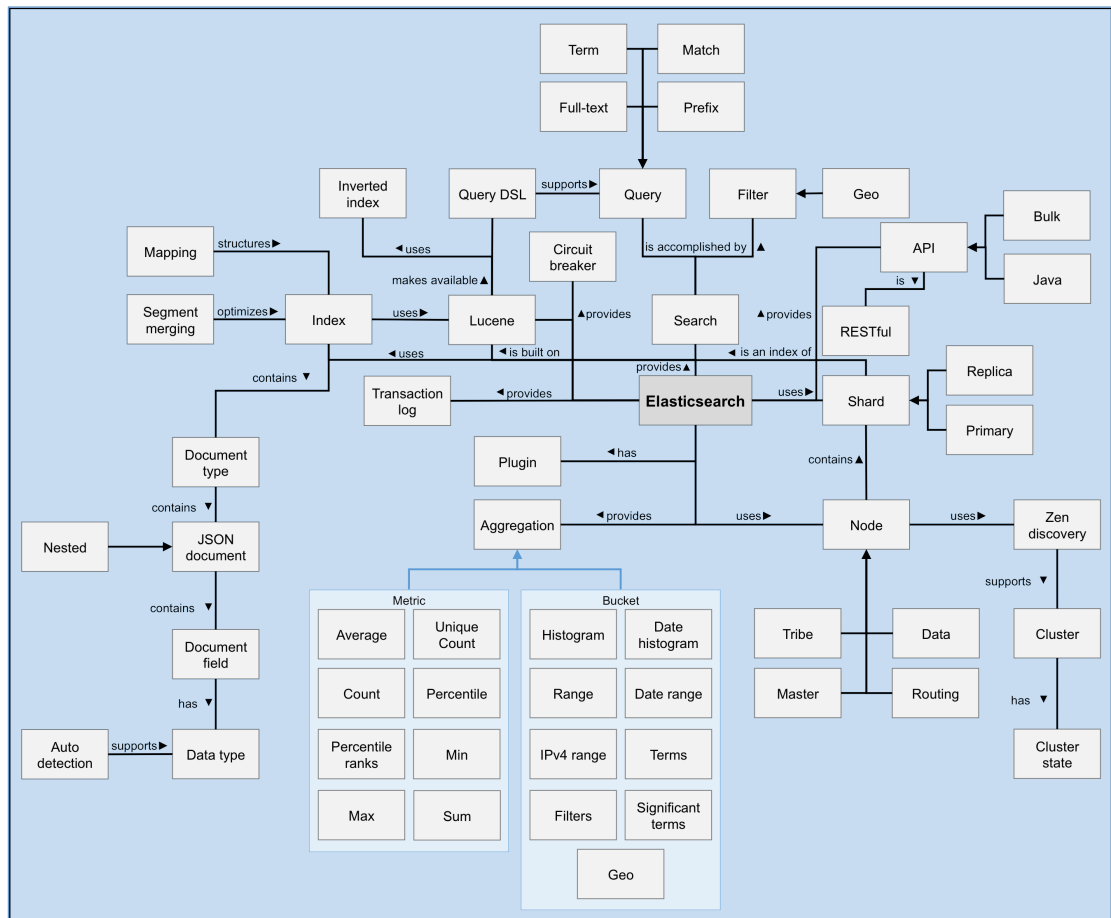 Term
Match
Full-text
Prefix
Inverted
index
Query DSL
supports ►
Query
Filter
Geo
Bulk
Mapping
structures ►
◄ uses
Circuit
breaker
is accomplished by ▲
API
Java
makes available ▲
is ▼
Segment
merging
optimizes ►
Index
uses ►
Lucene
▲ provides
Search
▲ provides
RESTful
◄ uses
◄ is built on
◄ is an index of
contains ▼
provides ▲
Replica
Transaction
log
◄ provides
Elasticsearch
uses ►
Shard
Primary
Document
type
Plugin
◄ has
contains ▲
contains ▼
Aggregation
◄ provides
uses ►
Node
uses ►
Zen
discovery
Nested
JSON
document
supports ▼
contains ▼
Metric
Bucket
Average
Unique
Count
Histogram
Date
histogram
Tribe
Data
Cluster
Document
field
Count
Percentile
Range
Date range
Master
Routing
has ▼
has ▼
Auto
detection
supports ►
Data type
Percentile
ranks
Min
IPv4 range
Terms
Cluster
state
Max
Sum
Filters
Significant
terms
Geo